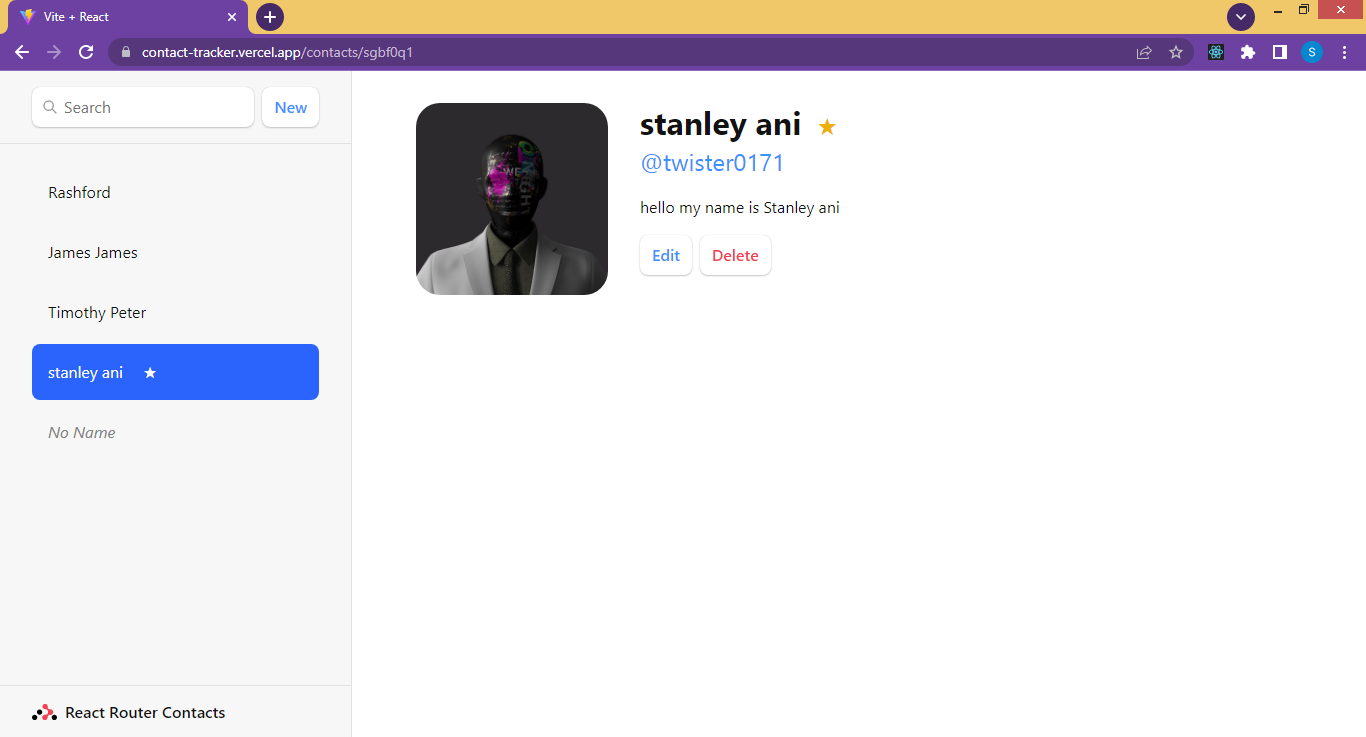 Vite + React
contact-tracker.vercel.app/contacts/sgbf0q1
S
Search
New
Rashford
James James
Timothy Peter
stanley ani ★
No Name
React Router Contacts
stanley ani ★
@twister0171
hello my name is Stanley ani
Edit
Delete
WE